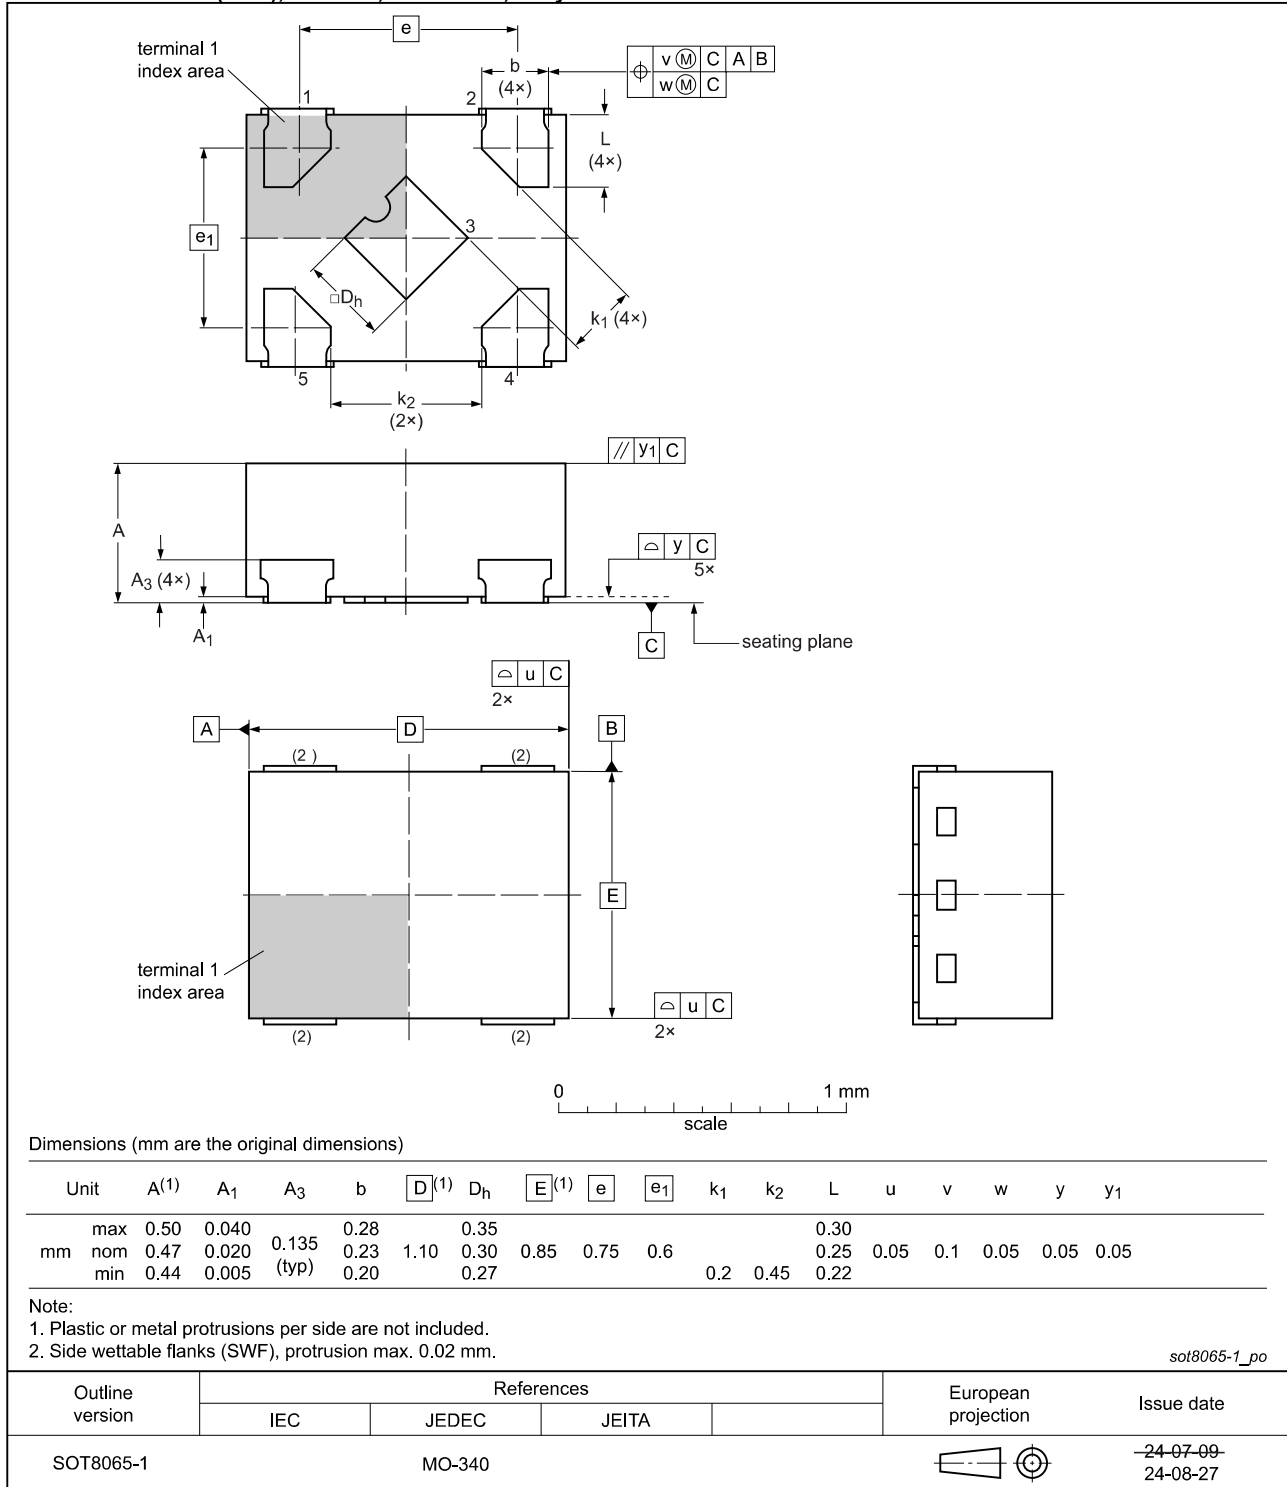 e
terminal 1
index area
b
(4×)
v Ⓜ C A B
w Ⓜ C
1
2
L
(4×)
e1
3
□Dh
k1 (4×)
5
4
k2
(2×)
// y1 C
A
y C
5×
A3 (4×)
A1
C
seating plane
u C
2×
A
D
B
(2 )
(2)
E
terminal 1
index area
u C
2×
(2)
(2)
0
1 mm
scale
Dimensions (mm are the original dimensions)
Unit A(1) A1 A3 b D(1) Dh E(1) e e1 k1 k2 L u v w y y1
max 0.50 0.040 0.28 0.35 0.30
mm nom 0.47 0.020 0.135 (typ) 0.23 1.10 0.30 0.85 0.75 0.6 0.25 0.05 0.1 0.05 0.05 0.05
min 0.44 0.005 0.20 0.27 0.2 0.45 0.22
Note:
1. Plastic or metal protrusions per side are not included.
2. Side wettable flanks (SWF), protrusion max. 0.02 mm.
sot8065-1_po
Outline version
References
European projection
Issue date
IEC JEDEC JEITA
SOT8065-1
MO-340
24-07-09
24-08-27